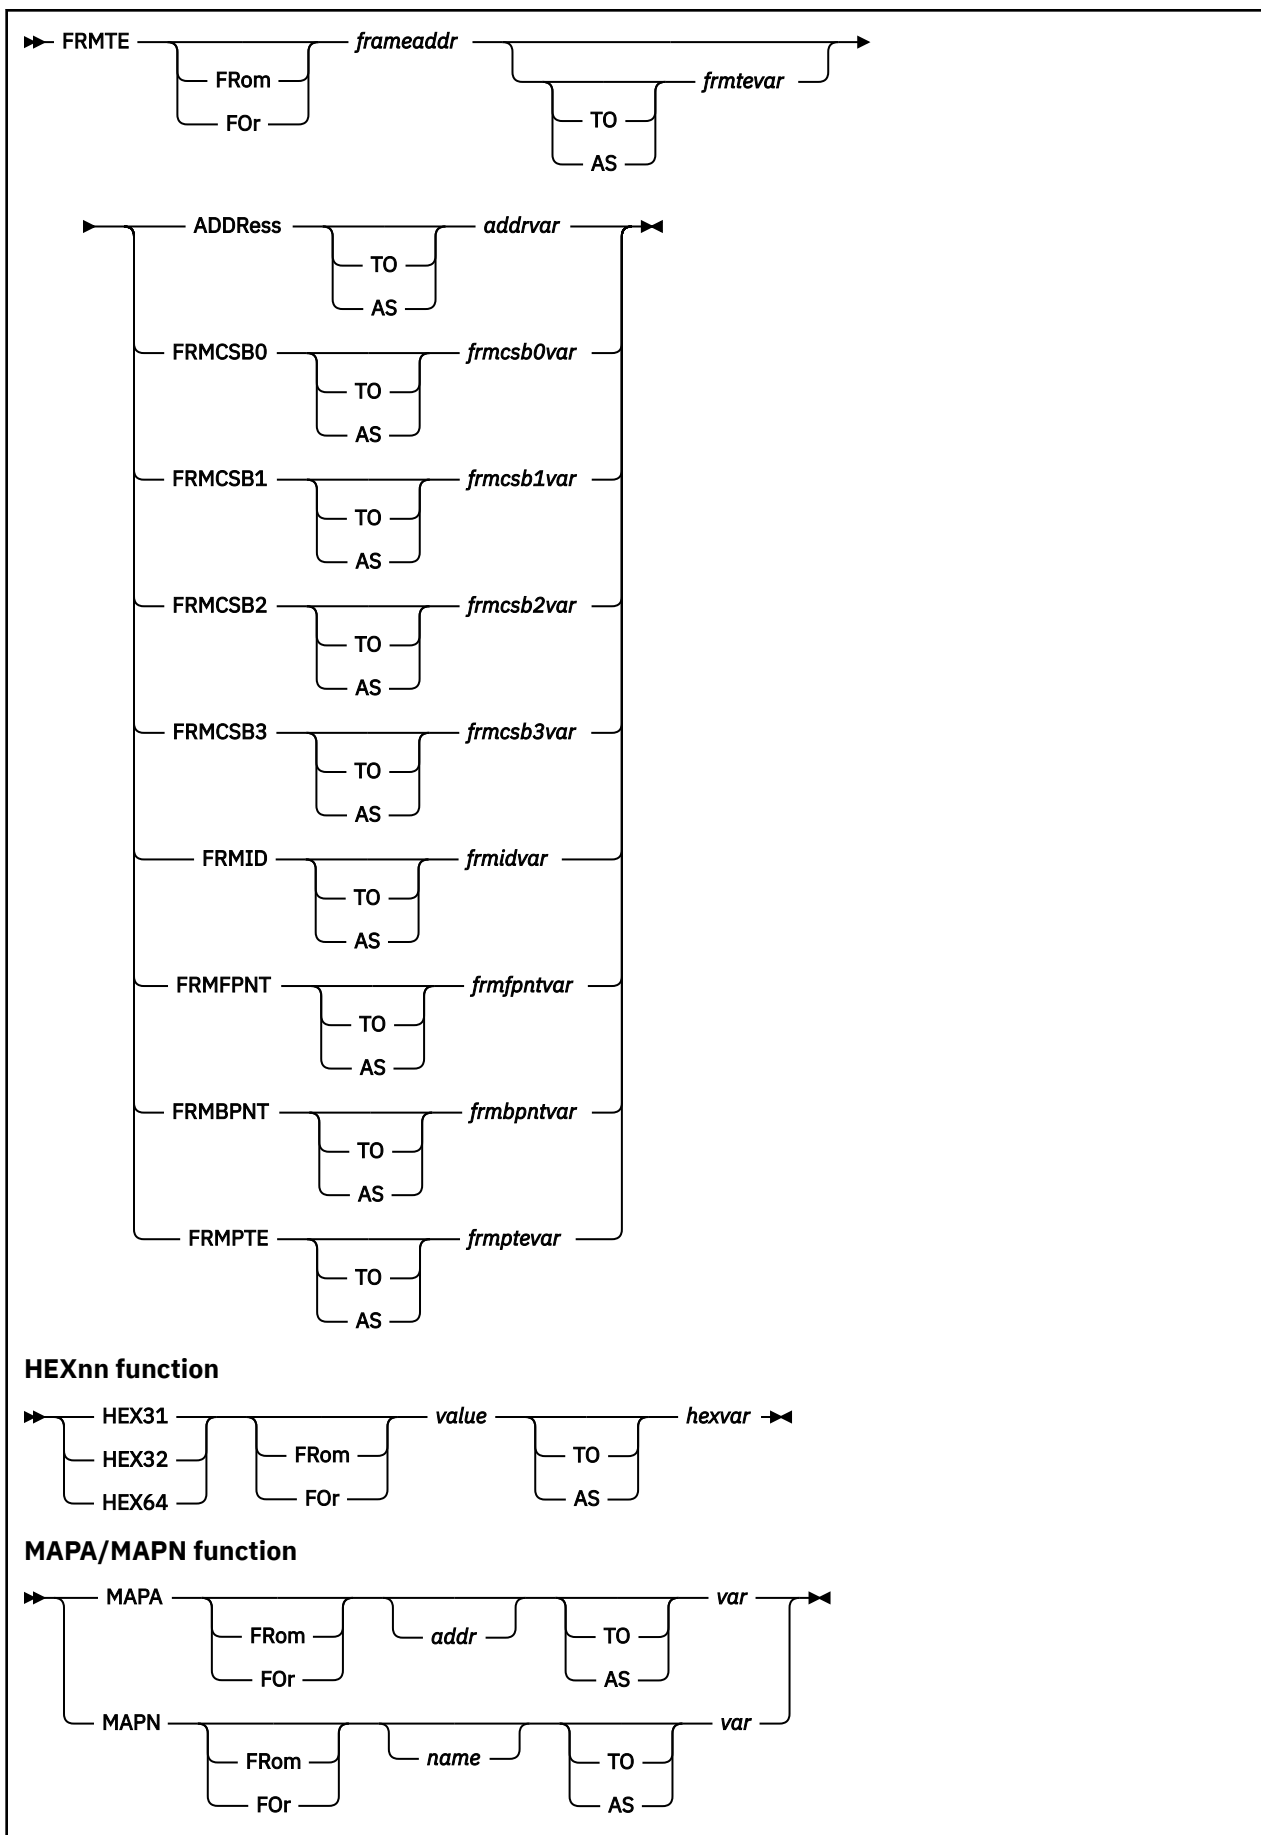 FRMTE frameaddr
FRom frmtevar
FOr TO
AS
ADDRess addrvar
TO
AS
FRMCSB0 frmcsb0var
TO
AS
FRMCSB1 frmcsb1var
TO
AS
FRMCSB2 frmcsb2var
TO
AS
FRMCSB3 frmcsb3var
TO
AS
FRMID frmidvar
TO
AS
FRMFPNT frmfpntvar
TO
AS
FRMBPNT frmbpntvar
TO
AS
FRMPTE frmptevar
TO
AS
HEXnn function
HEX31 value hexvar
HEX32 FRom TO
HEX64 FOr AS
MAPA/MAPN function
MAPA var
FRom addr TO
FOr AS
MAPN var
FRom name TO
FOr AS